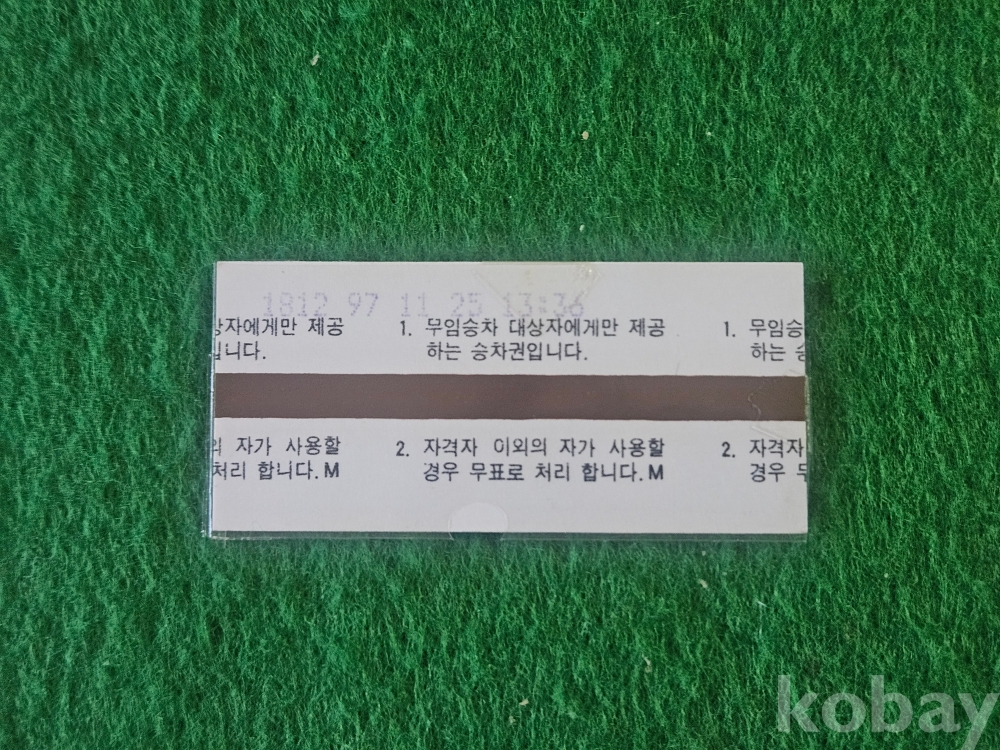 1812 97 11 25 13:36
상자에게만 제공 1. 무임승차 대상자에게만 제공 1. 무임승
입니다. 하는 승차권입니다. 하는
외 자가 사용할 2. 자격자 이외의 자가 사용할 2. 자격자
처리 합니다. M 경우 무표로 처리 합니다. M 경우
kobay